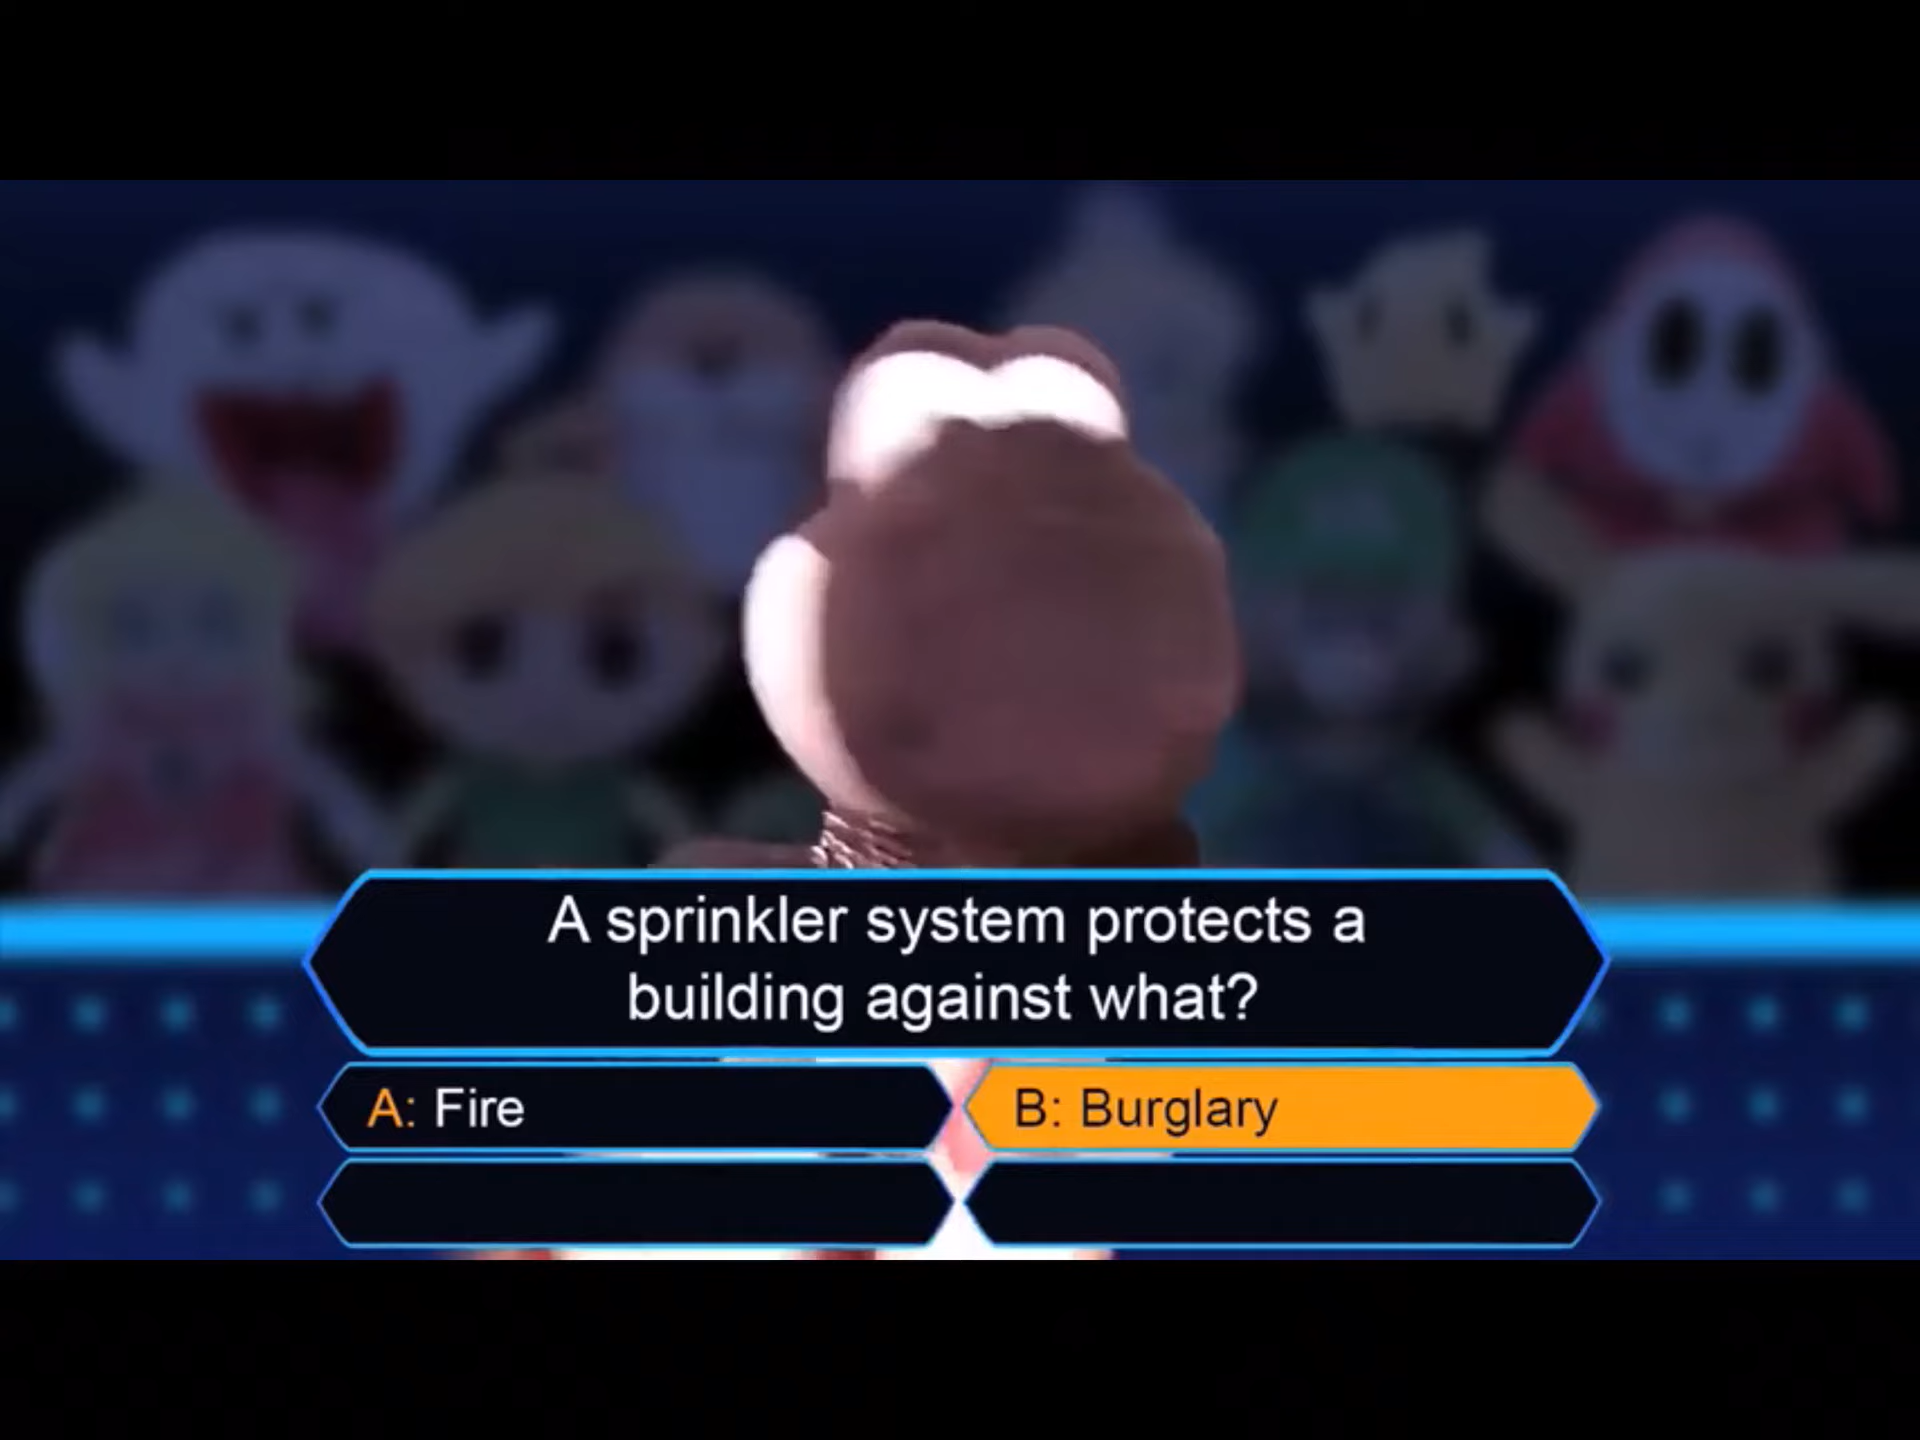 A sprinkler system protects a
building against what?
A: Fire
B: Burglary